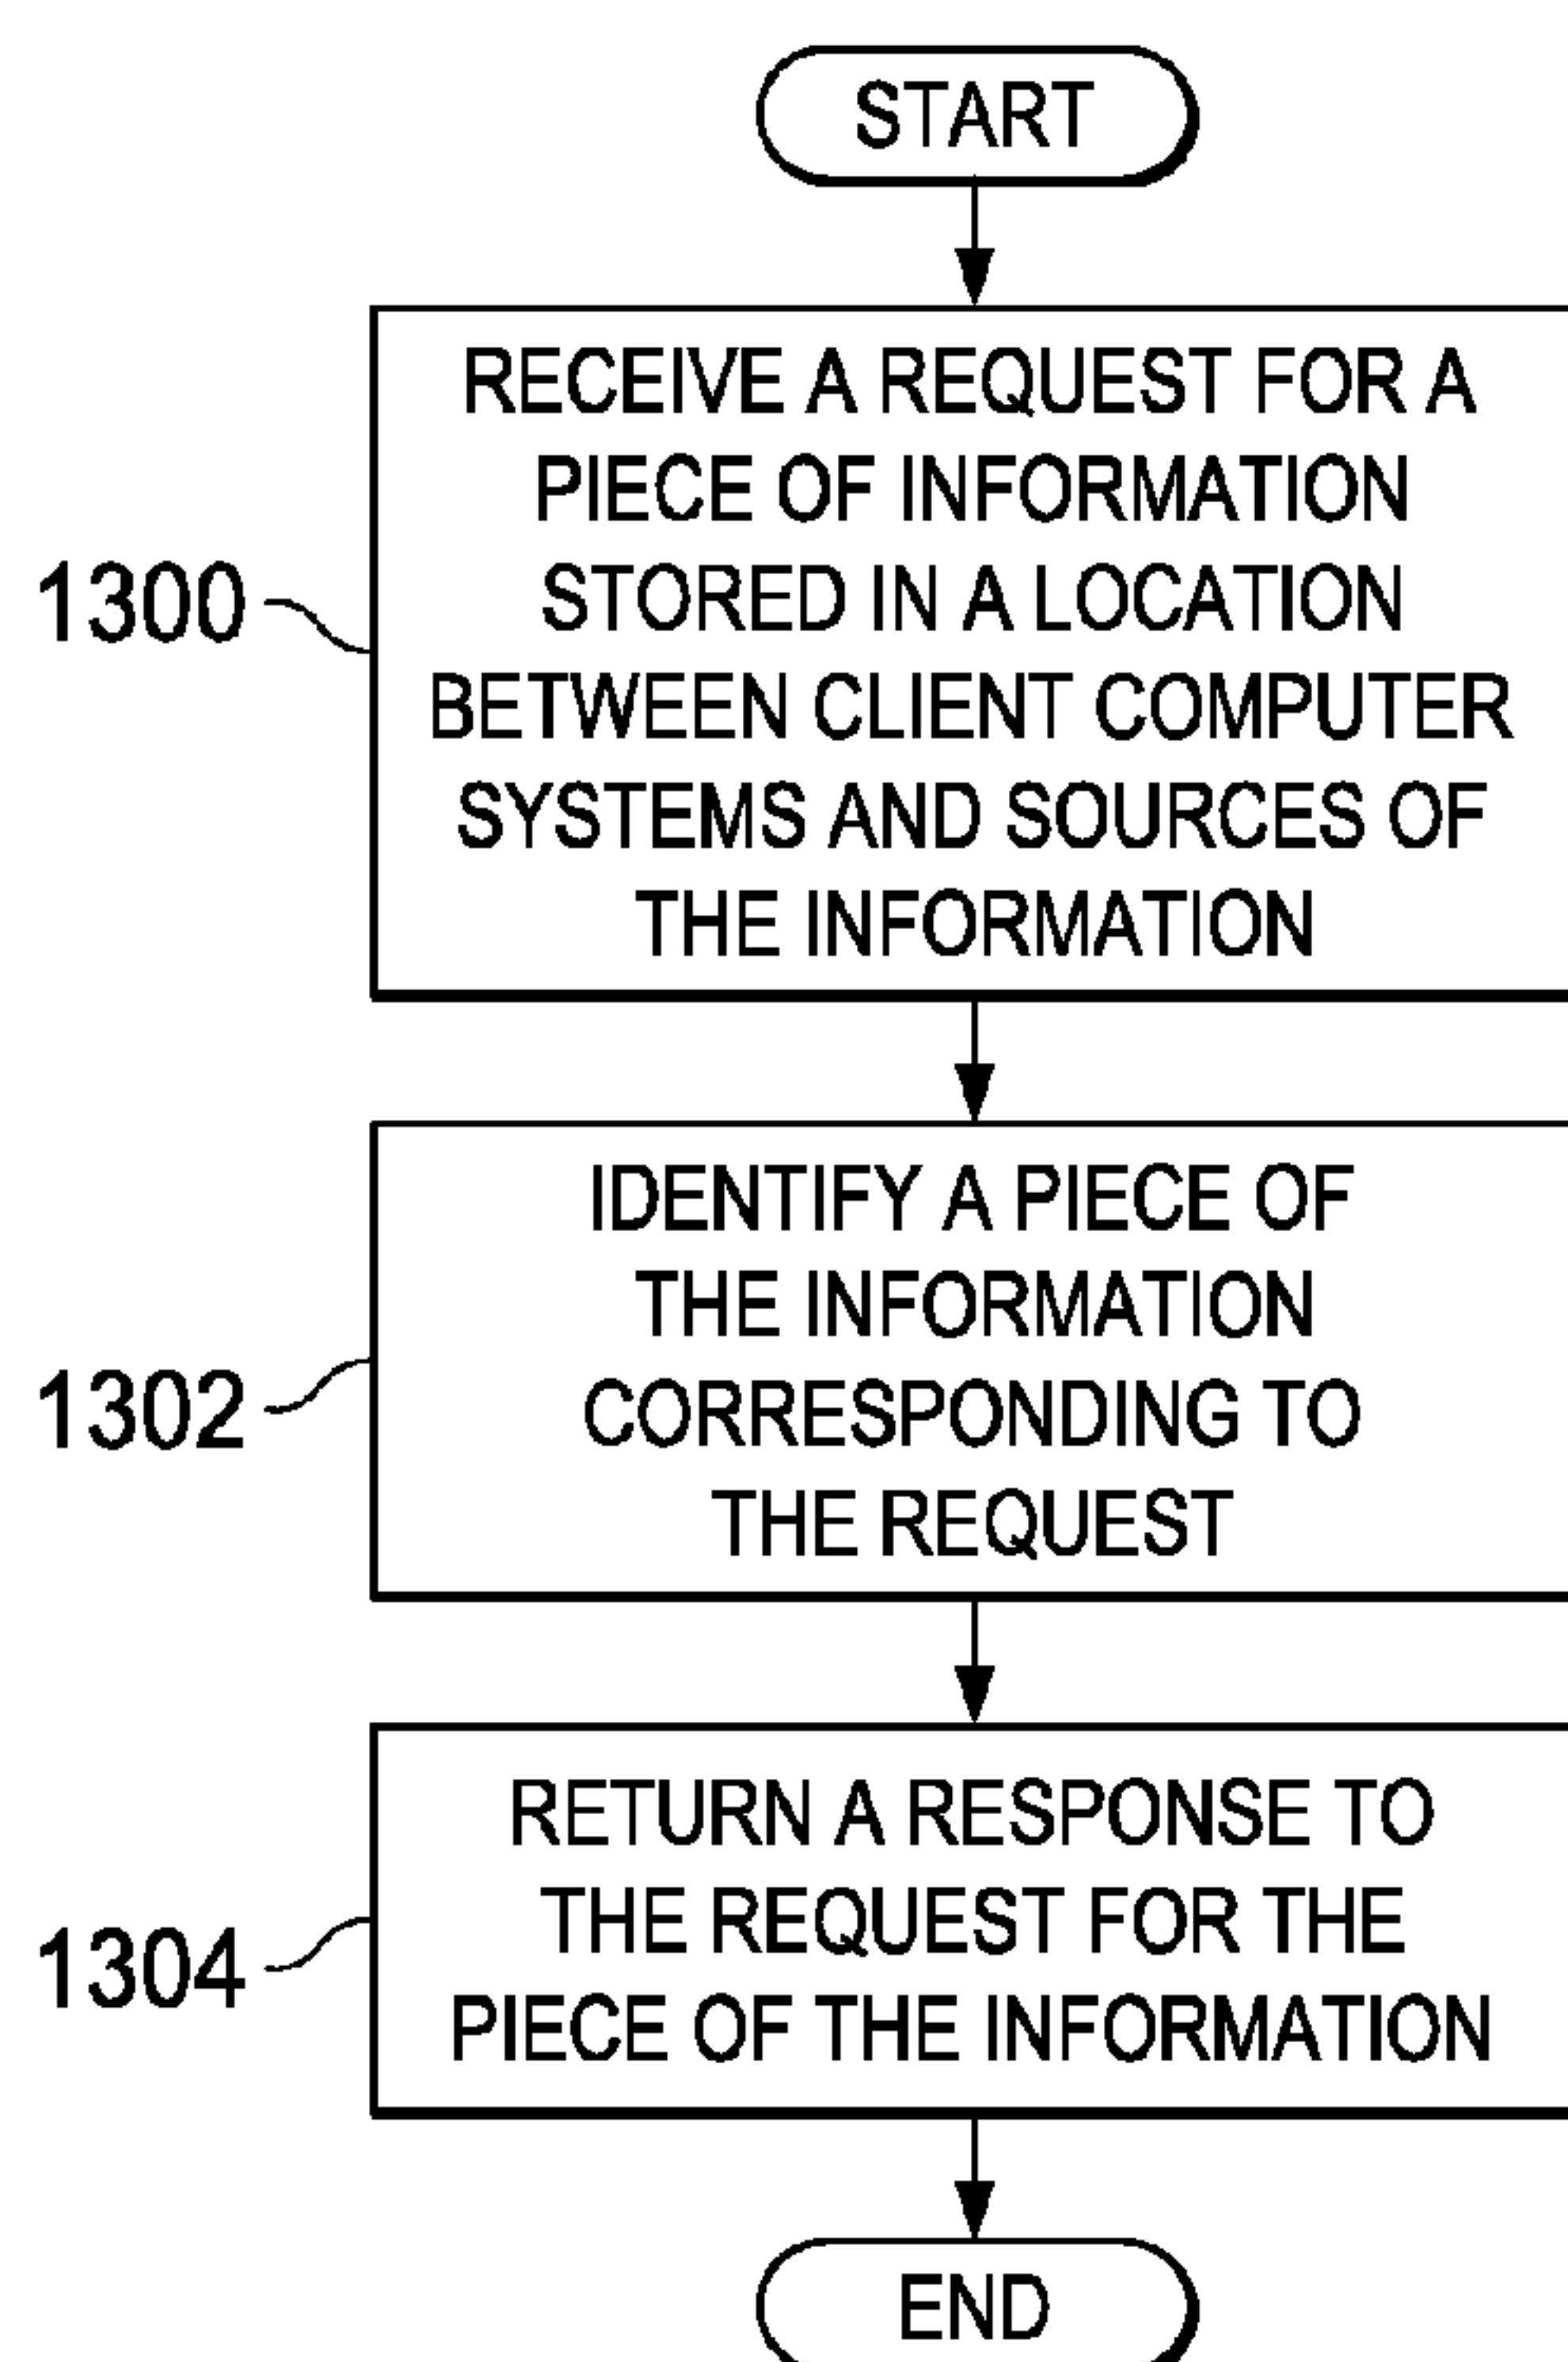 START
RECEIVE A REQUEST FOR A
PIECE OF INFORMATION
STORED IN A LOCATION
BETWEEN CLIENT COMPUTER
SYSTEMS AND SOURCES OF
THE INFORMATION
1300
IDENTIFY A PIECE OF
THE INFORMATION
CORRESPONDING TO
THE REQUEST
1302
RETURN A RESPONSE TO
THE REQUEST FOR THE
PIECE OF THE INFORMATION
1304
END